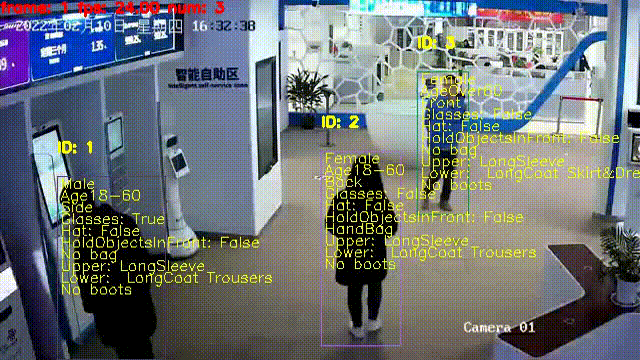 frame: 1 fps: 24.00 num: 3
2022年02月10日 星期四 16:32:38
智能自助区
Intelligent self-service zone
ID: 1
Male
Age18-60
Side
Glasses: True
Hat: False
HoldObjectsInFront: False
No bag
Upper: LongSleeve
Lower: LongCoat Trousers
No boots
ID: 2
Female
Age18-60
Back
Glasses: False
Hat: False
HoldObjectsInFront: False
HandBag
Upper: LongSleeve
Lower: LongCoat Trousers
No boots
ID: 3
Female
AgeOver60
Front
Glasses: False
Hat: False
HoldObjectsInFront: False
No bag
Upper: LongSleeve
Lower: LongCoat Skirt&Dre
No boots
Camera 01